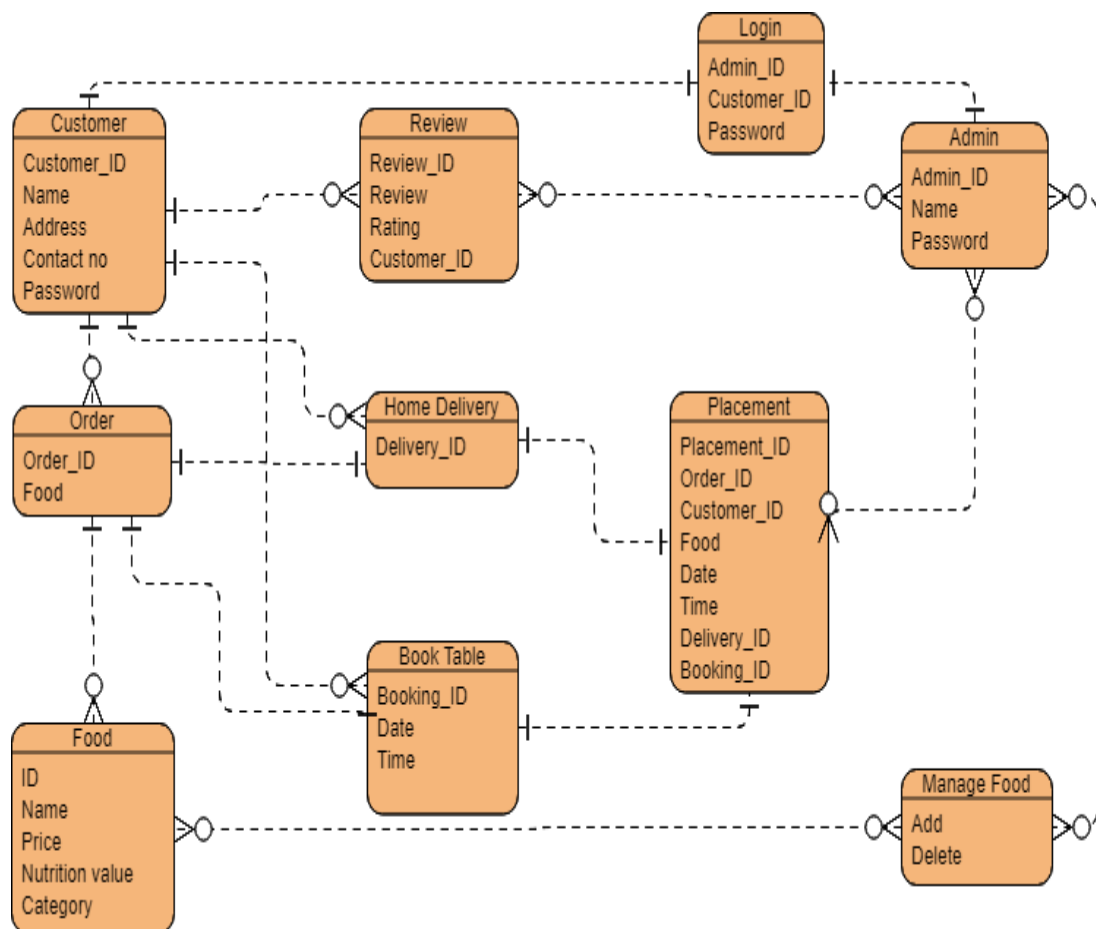 Login
Admin_ID
Customer_ID
Password
Customer
Customer_ID
Name
Address
Contact no
Password
Review
Review_ID
Review
Rating
Customer_ID
Admin
Admin_ID
Name
Password
Order
Order_ID
Food
Home Delivery
Delivery_ID
Placement
Placement_ID
Order_ID
Customer_ID
Food
Date
Time
Delivery_ID
Booking_ID
Book Table
Booking_ID
Date
Time
Food
ID
Name
Price
Nutrition value
Category
Manage Food
Add
Delete